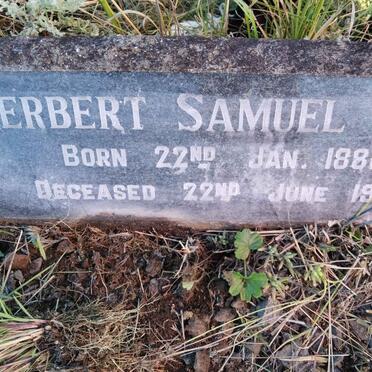 ERBERT SAMUEL
BORN 22ND JAN. 188
DECEASED 22ND JUNE 19